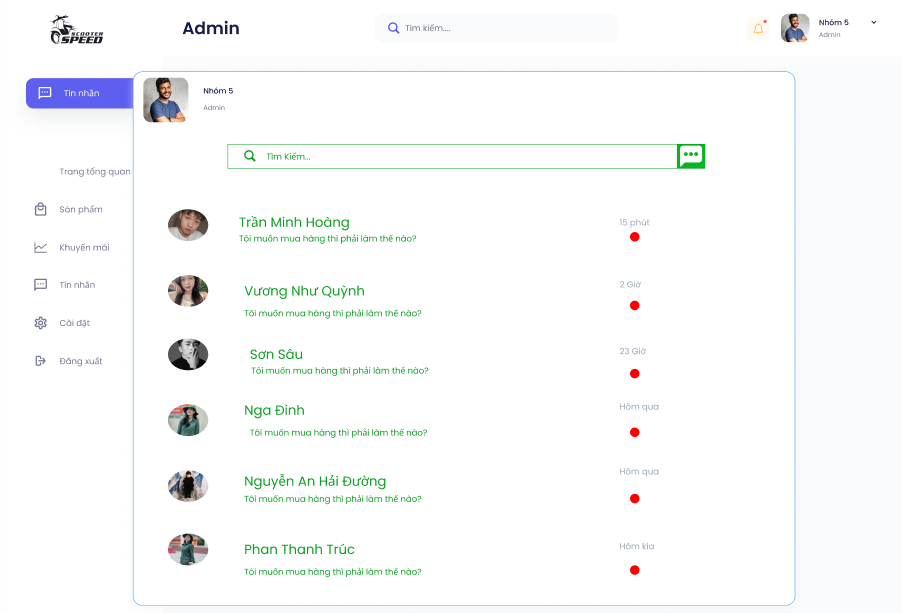 SCOOTER
SPEED
Admin
Tìm kiếm....
Nhóm 5
Admin
Tin nhắn
Nhóm 5
Admin
Tìm Kiếm...
Trang tổng quan
Sản phẩm
Khuyến mãi
Tin nhắn
Cài đặt
Đăng xuất
Trần Minh Hoàng
15 phút
Tôi muốn mua hàng thì phải làm thế nào?
Vương Như Quỳnh
2 Giờ
Tôi muốn mua hàng thì phải làm thế nào?
Sơn Sâu
23 Giờ
Tôi muốn mua hàng thì phải làm thế nào?
Nga Đinh
Hôm qua
Tôi muốn mua hàng thì phải làm thế nào?
Nguyễn An Hải Đường
Hôm qua
Tôi muốn mua hàng thì phải làm thế nào?
Phan Thanh Trúc
Hôm kia
Tôi muốn mua hàng thì phải làm thế nào?